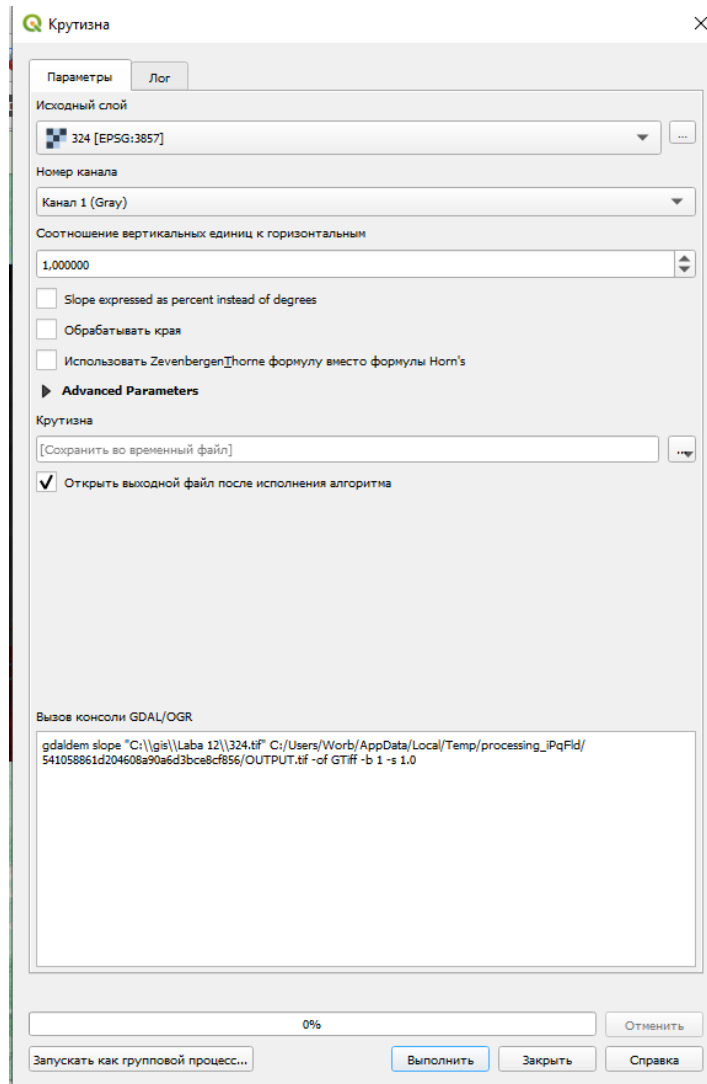 Крутизна
Параметры
Лог
Исходный слой
324 [EPSG:3857]
...
Номер канала
Канал 1 (Gray)
Соотношение вертикальных единиц к горизонтальным
1,000000
Slope expressed as percent instead of degrees
Обрабатывать края
Использовать ZevenbergenThorne формулу вместо формулы Horn's
Advanced Parameters
Крутизна
[Сохранить во временный файл]
...
Открыть выходной файл после исполнения алгоритма
Вызов консоли GDAL/OGR
gdaldem slope "C:\\gis\\Laba 12\\324.tif" C:/Users/Worb/AppData/Local/Temp/processing_iPqFld/
541058861d204608a90a6d3bce8cf856/OUTPUT.tif -of GTiff -b 1 -s 1.0
0%
Отменить
Запускать как групповой процесс...
Выполнить
Закрыть
Справка